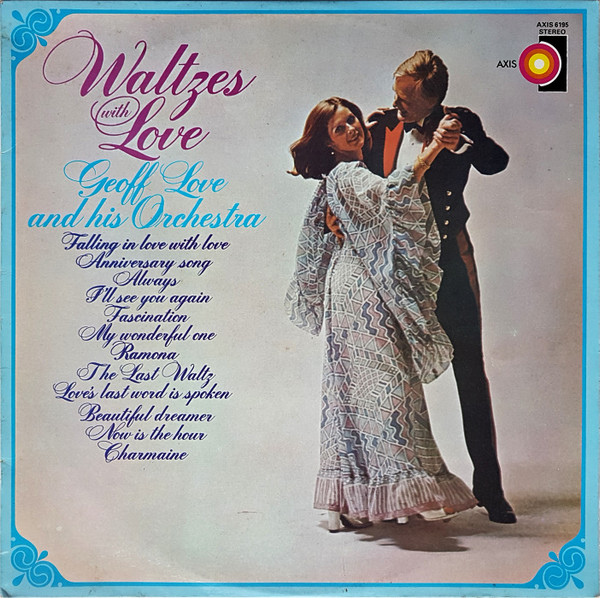 Waltzes
with
Love
Geoff Love
and his Orchestra
Falling in love with love
Anniversary song
Always
I'll see you again
Fascination
My wonderful one
Ramona
The Last Waltz
Love's last word is spoken
Beautiful dreamer
Now is the hour
Charmaine
AXIS 6195
STEREO
AXIS